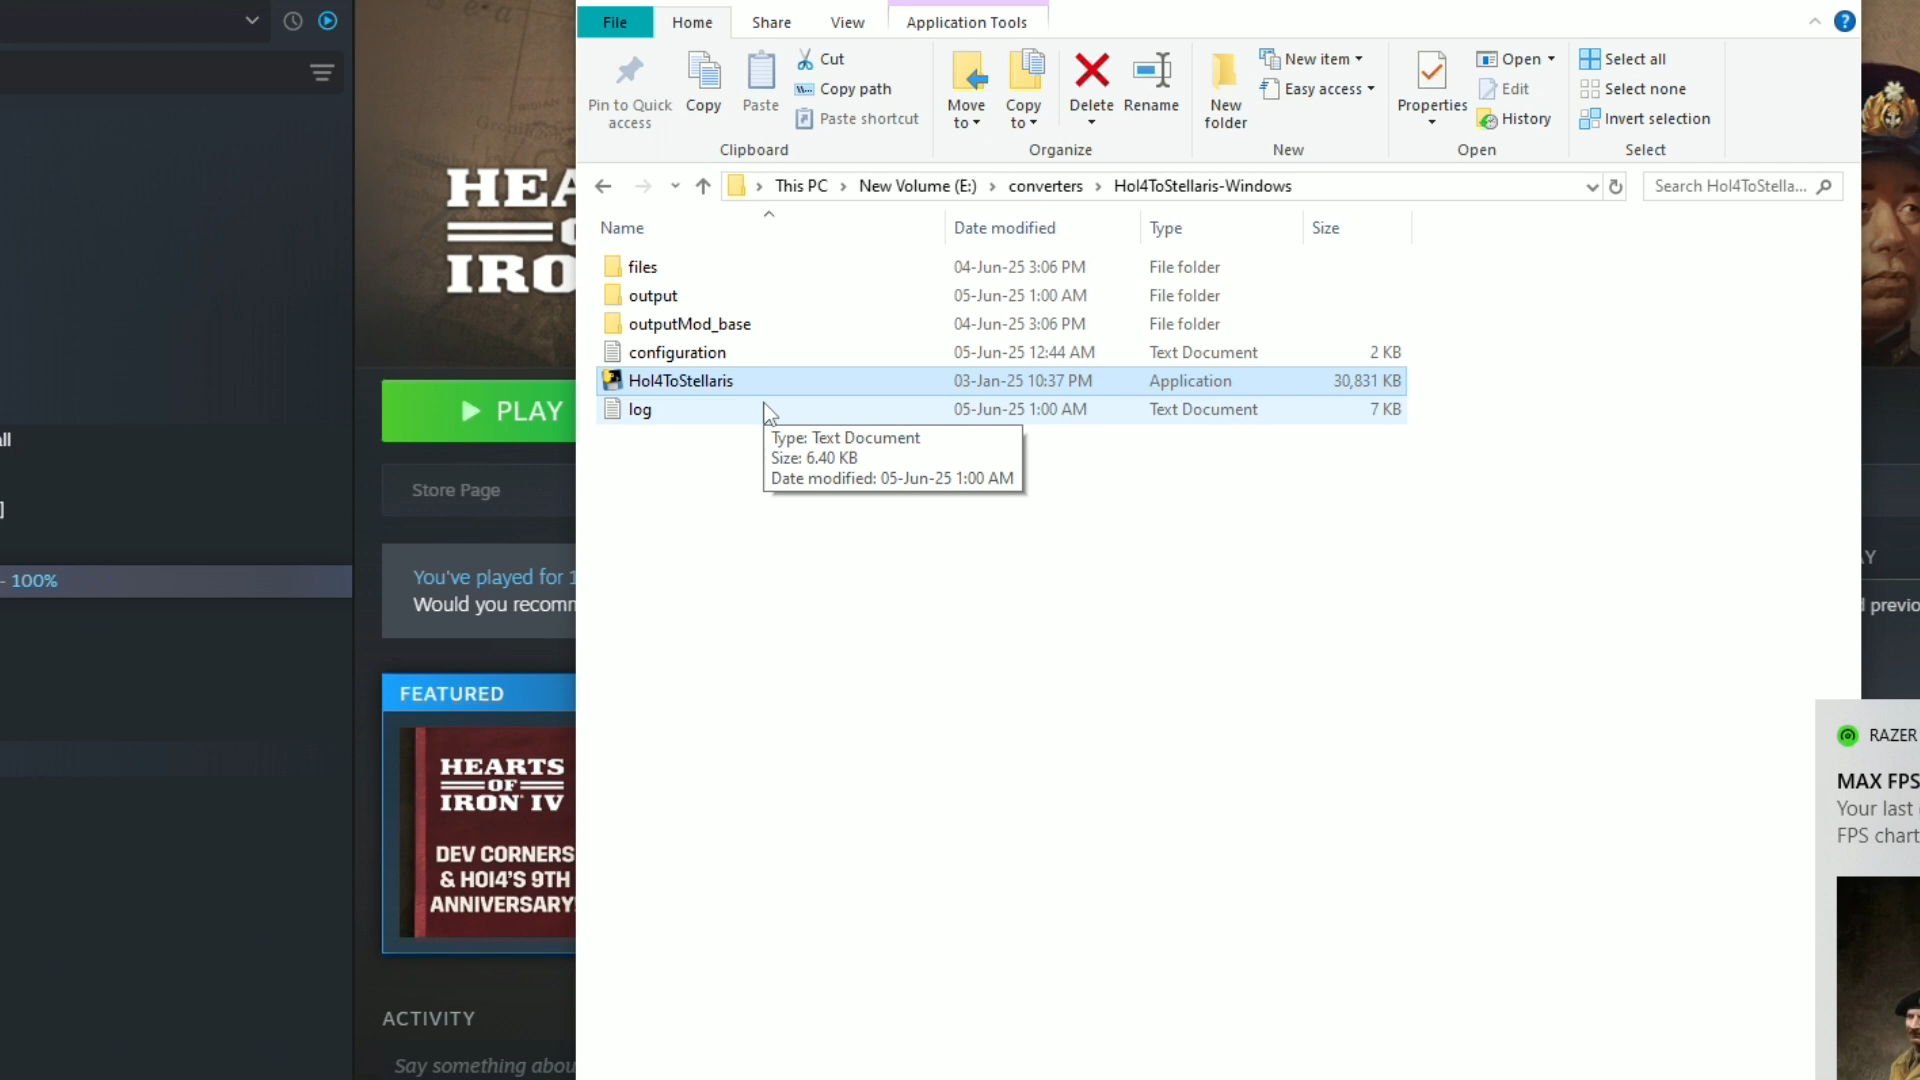 File
Home
Share
View
Application Tools
Pin to Quick access
Copy
Paste
Cut
Copy path
Paste shortcut
Clipboard
Move to
Copy to
Delete
Rename
Organize
New folder
New item
Easy access
New
Properties
Open
Edit
History
Open
Select all
Select none
Invert selection
Select
This PC > New Volume (E:) > converters > HoI4ToStellaris-Windows
Search HoI4ToStella...
Name Date modified Type Size
files 04-Jun-25 3:06 PM File folder
output 05-Jun-25 1:00 AM File folder
outputMod_base 04-Jun-25 3:06 PM File folder
configuration 05-Jun-25 12:44 AM Text Document 2 KB
HoI4ToStellaris 03-Jan-25 10:37 PM Application 30,831 KB
log 05-Jun-25 1:00 AM Text Document 7 KB
Type: Text Document
Size: 6.40 KB
Date modified: 05-Jun-25 1:00 AM
- 100%
PLAY
Store Page
You've played for
Would you
FEATURED
HEARTS
OF
IRON IV
DEV CORNERS
& HOI4'S 9TH
ANNIVERSARY!
ACTIVITY
Say something
RAZER
MAX FPS
Your last
FPS chart